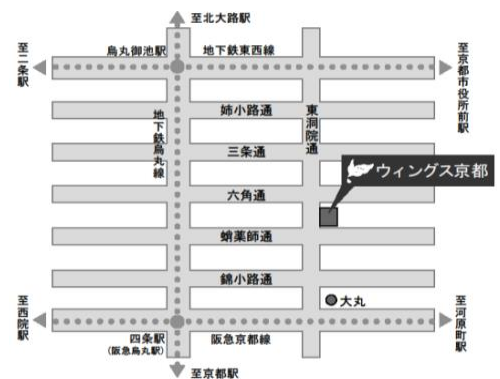 至北大路駅
烏丸御池駅
地下鉄東西線
至二条駅
至京都市役所前駅
姉小路通
地下鉄烏丸線
東洞院通
三条通
ウィングス京都
六角通
蛸薬師通
錦小路通
大丸
至西院駅
至河原町駅
四条駅
(阪急烏丸駅)
阪急京都線
至京都駅